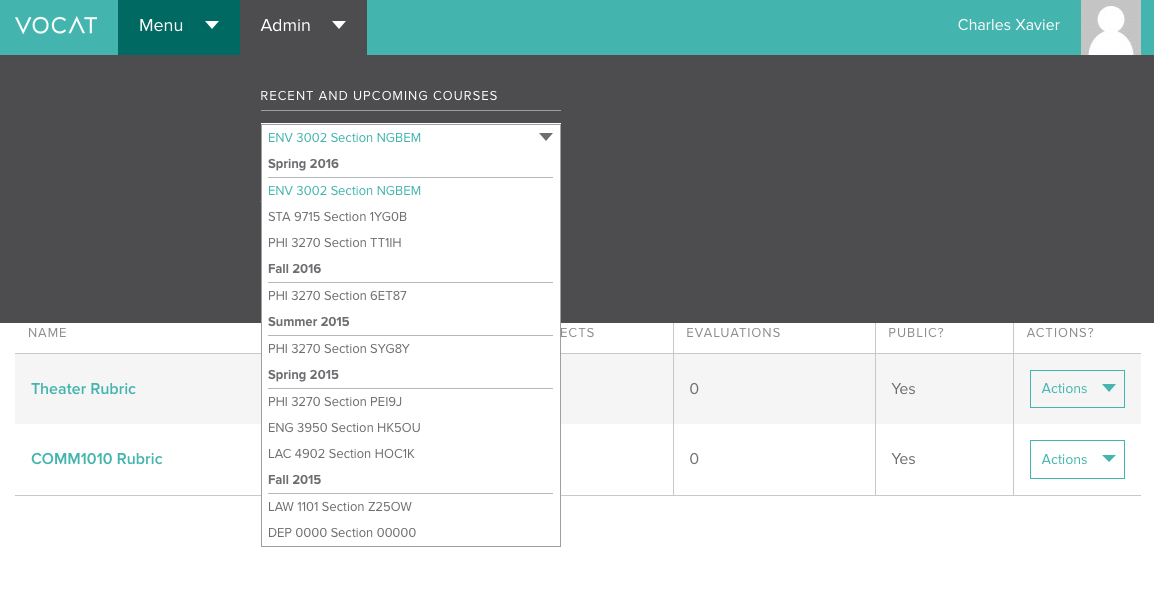 VOCAT Menu Admin Charles Xavier
RECENT AND UPCOMING COURSES
ENV 3002 Section NGBEM
Spring 2016
ENV 3002 Section NGBEM
STA 9715 Section 1YG0B
PHI 3270 Section TT1IH
Fall 2016
PHI 3270 Section 6ET87
Summer 2015
PHI 3270 Section SYG8Y
Spring 2015
PHI 3270 Section PEI9J
ENG 3950 Section HK5OU
LAC 4902 Section HOC1K
Fall 2015
LAW 1101 Section Z25OW
DEP 0000 Section 00000
NAME ECTS EVALUATIONS PUBLIC? ACTIONS?
Theater Rubric 0 Yes Actions
COMM1010 Rubric 0 Yes Actions